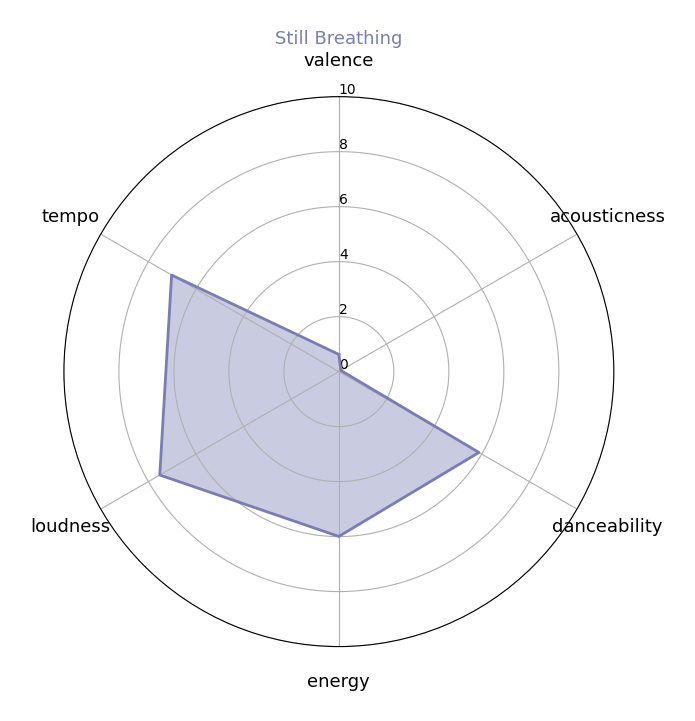 Still Breathing
valence
10
8
tempo
acousticness
6
4
2
0
loudness
danceability
energy